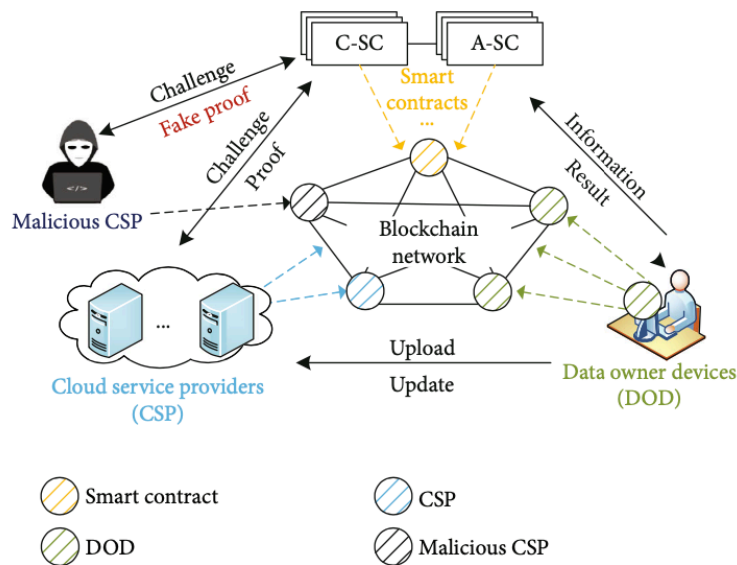 C-SC
A-SC
Smart
contracts
...
Challenge
Fake proof
Challenge
Proof
Information
Result
</>
Malicious CSP
Blockchain
network
...
Cloud service providers
(CSP)
Upload
Update
Data owner devices
(DOD)
Smart contract
CSP
DOD
Malicious CSP